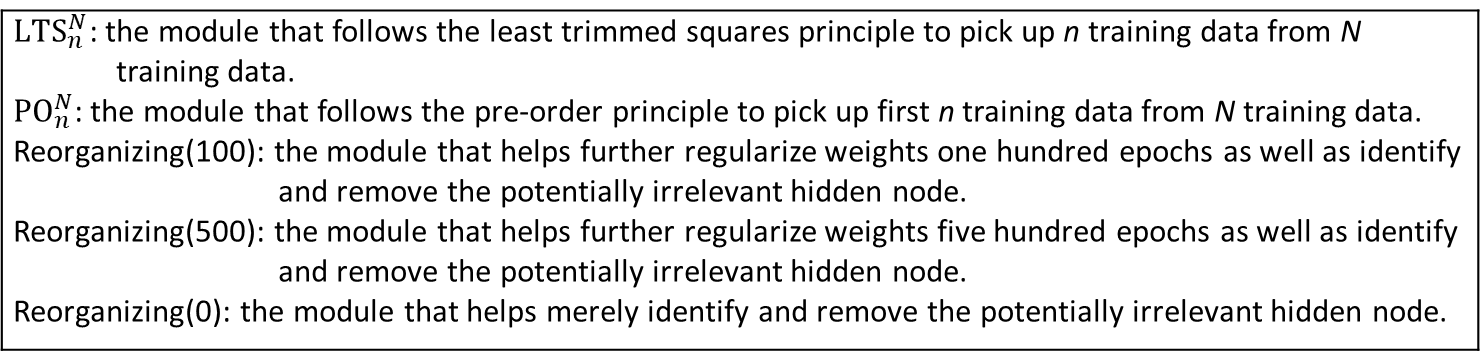 LTSₙᴺ: the module that follows the least trimmed squares principle to pick up n training data from N
training data.
POₙᴺ: the module that follows the pre-order principle to pick up first n training data from N training data.
Reorganizing(100): the module that helps further regularize weights one hundred epochs as well as identify
and remove the potentially irrelevant hidden node.
Reorganizing(500): the module that helps further regularize weights five hundred epochs as well as identify
and remove the potentially irrelevant hidden node.
Reorganizing(0): the module that helps merely identify and remove the potentially irrelevant hidden node.